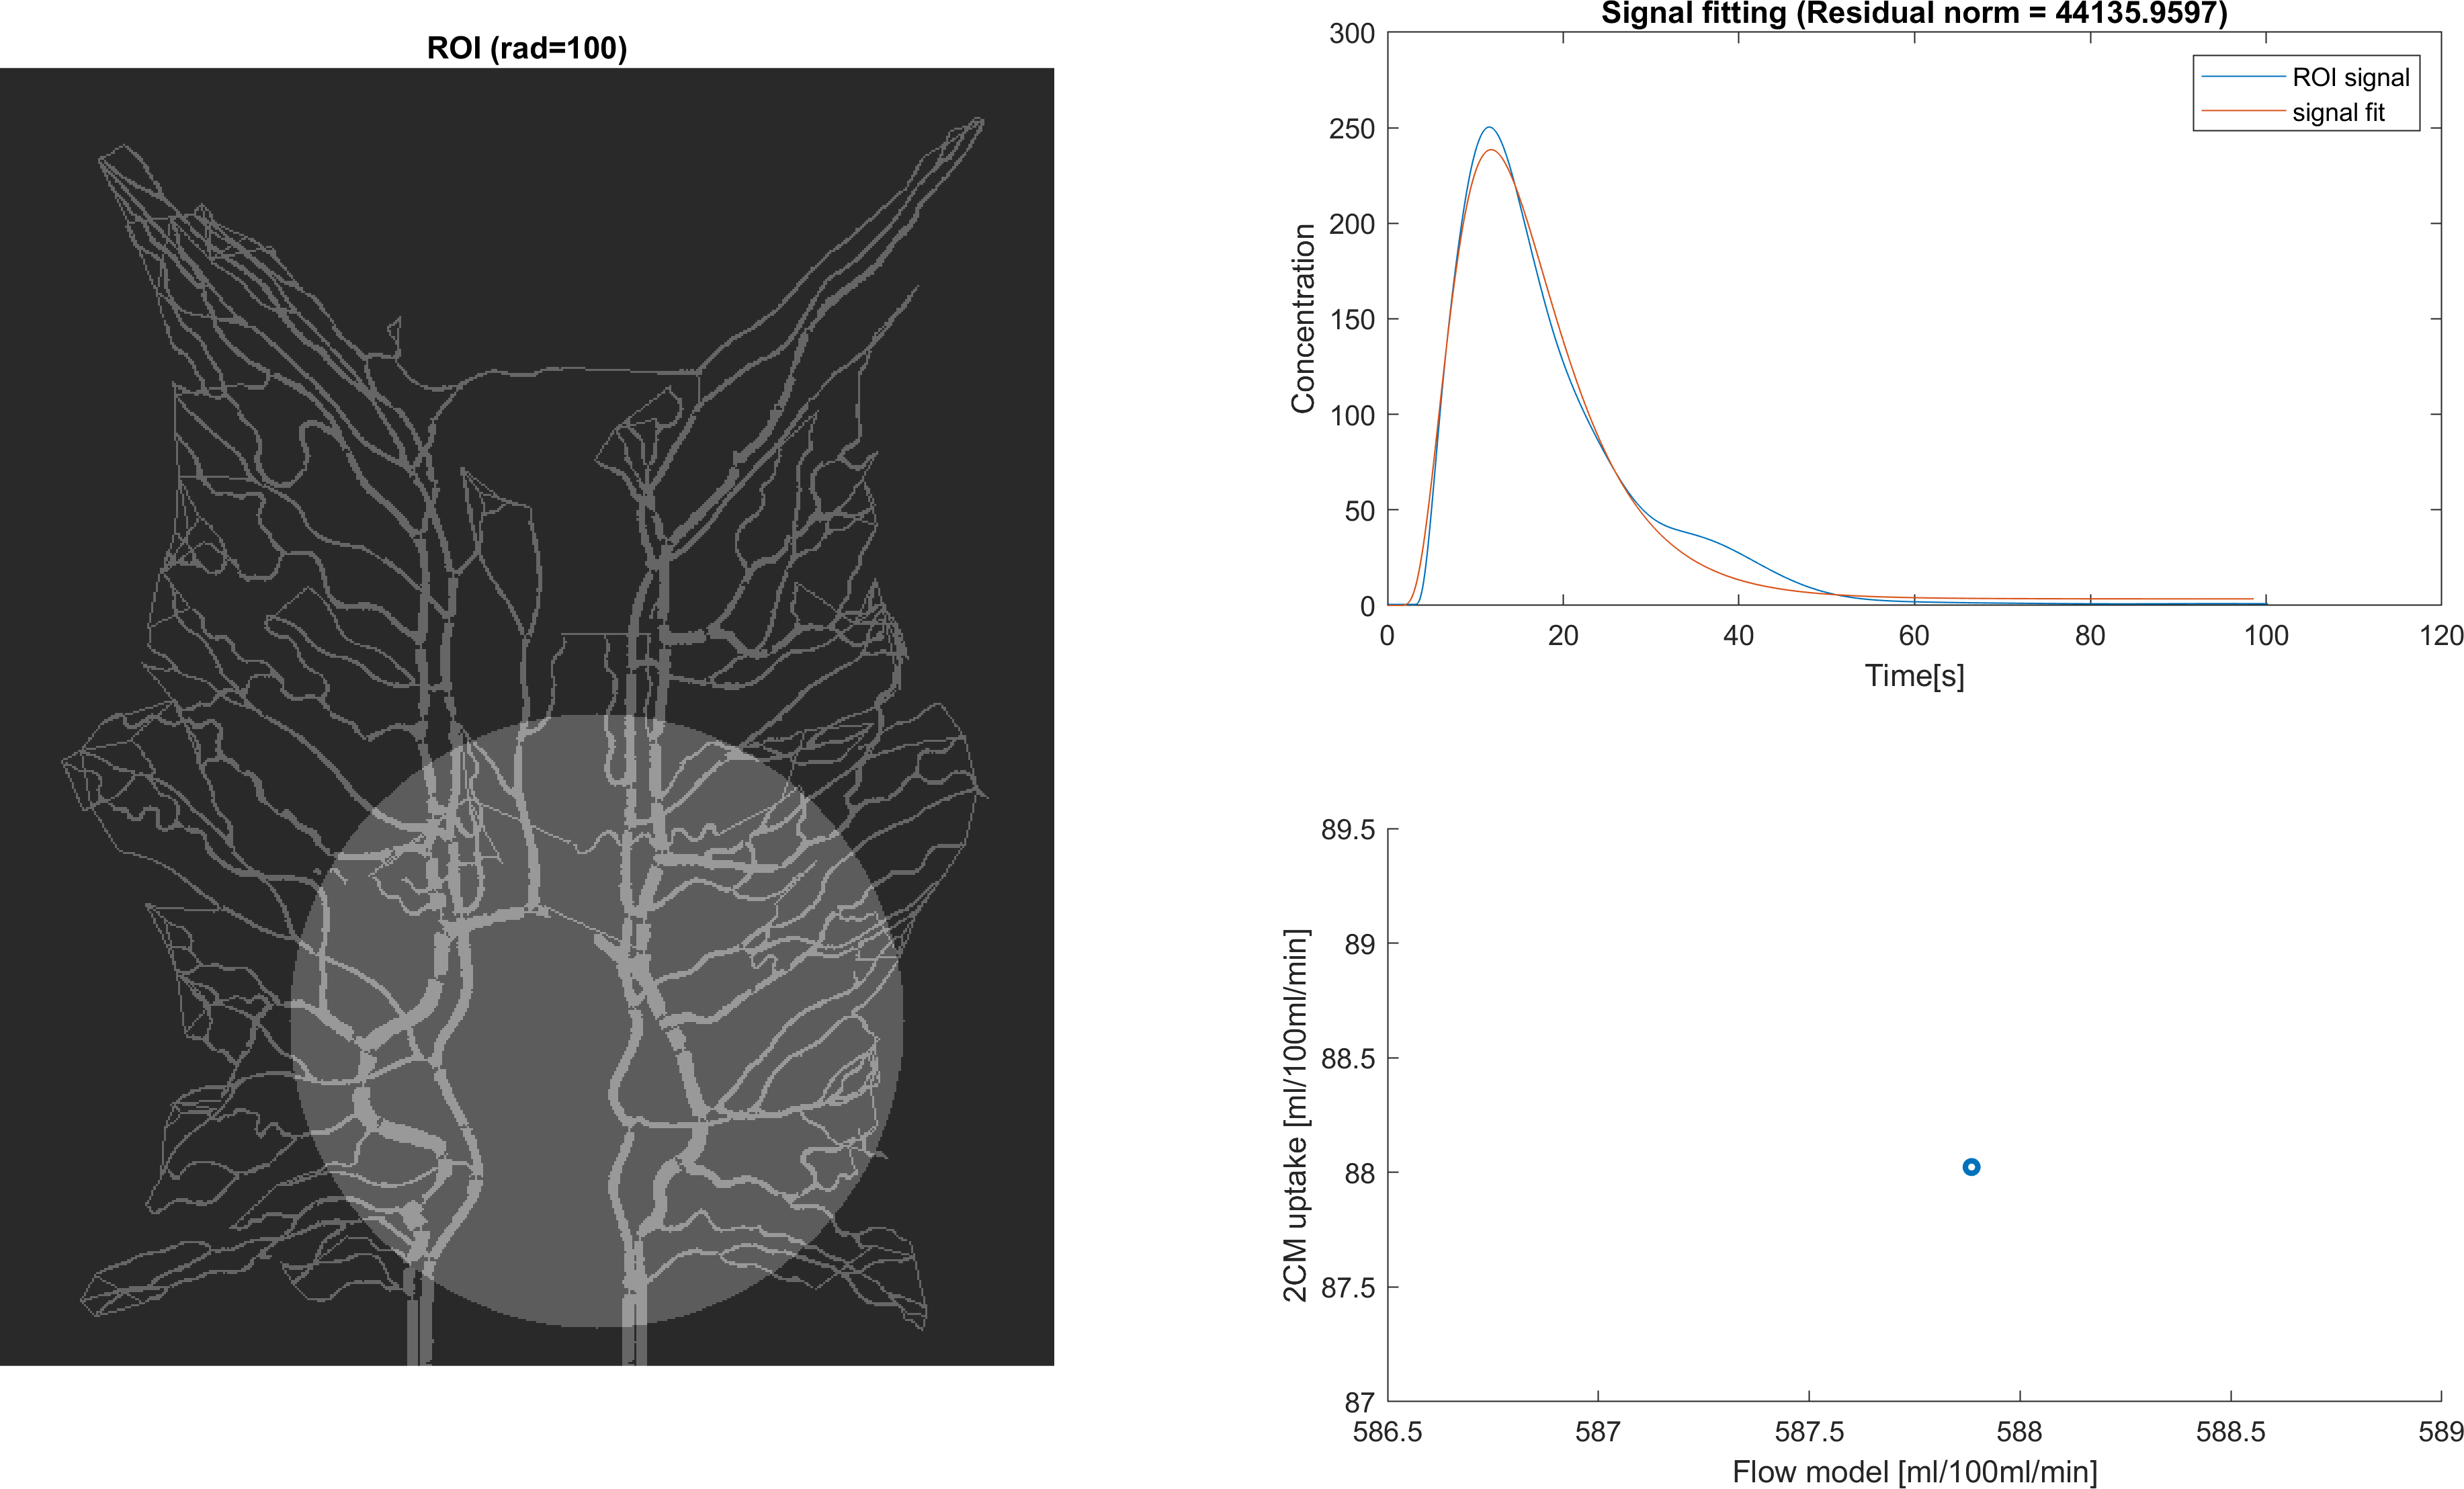 ROI (rad=100)
Signal fitting (Residual norm = 44135.9597)
300
250
200
150
100
50
0
Concentration
ROI signal
signal fit
0 20 40 60 80 100 120
Time[s]
89.5
89
88.5
88
87.5
87
2CM uptake [ml/100ml/min]
586.5 587 587.5 588 588.5 589
Flow model [ml/100ml/min]